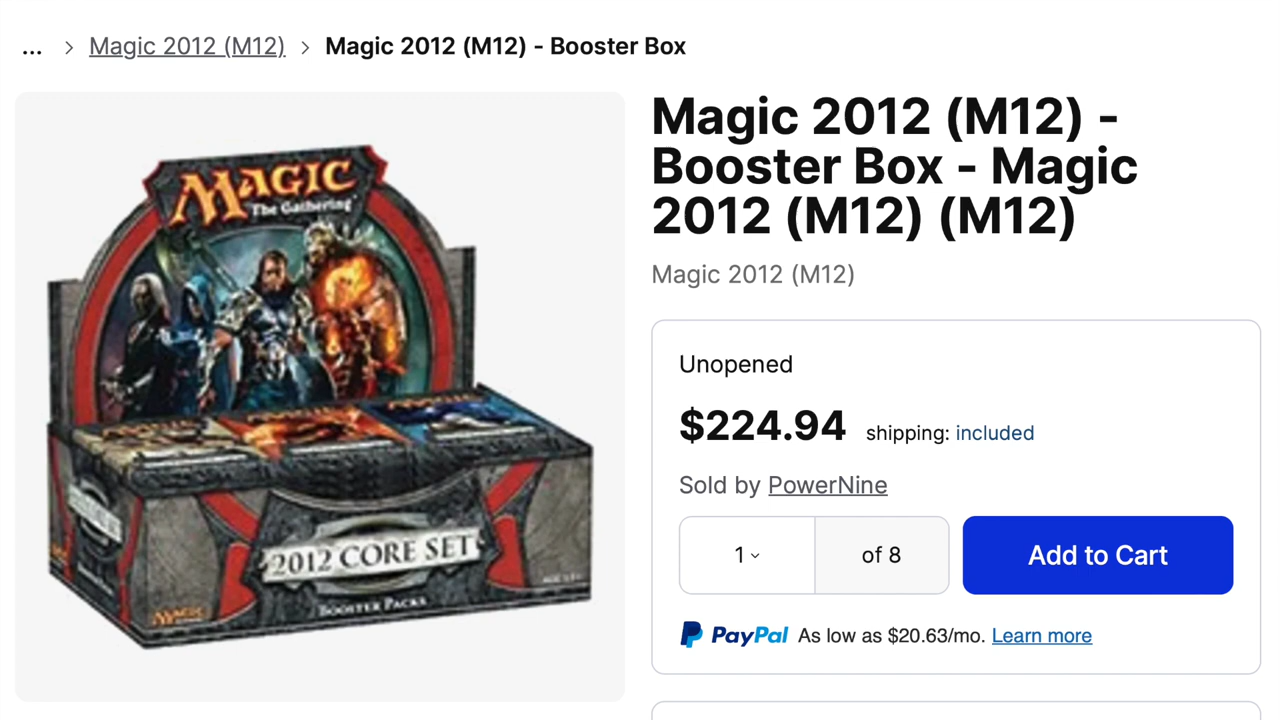 ... > Magic 2012 (M12) > Magic 2012 (M12) - Booster Box
MAGIC
The Gathering
2012 CORE SET
BOOSTER PACKS
MAGIC
Magic 2012 (M12) -
Booster Box - Magic
2012 (M12) (M12)
Magic 2012 (M12)
Unopened
$224.94 shipping: included
Sold by PowerNine
1 of 8 Add to Cart
PayPal As low as $20.63/mo. Learn more